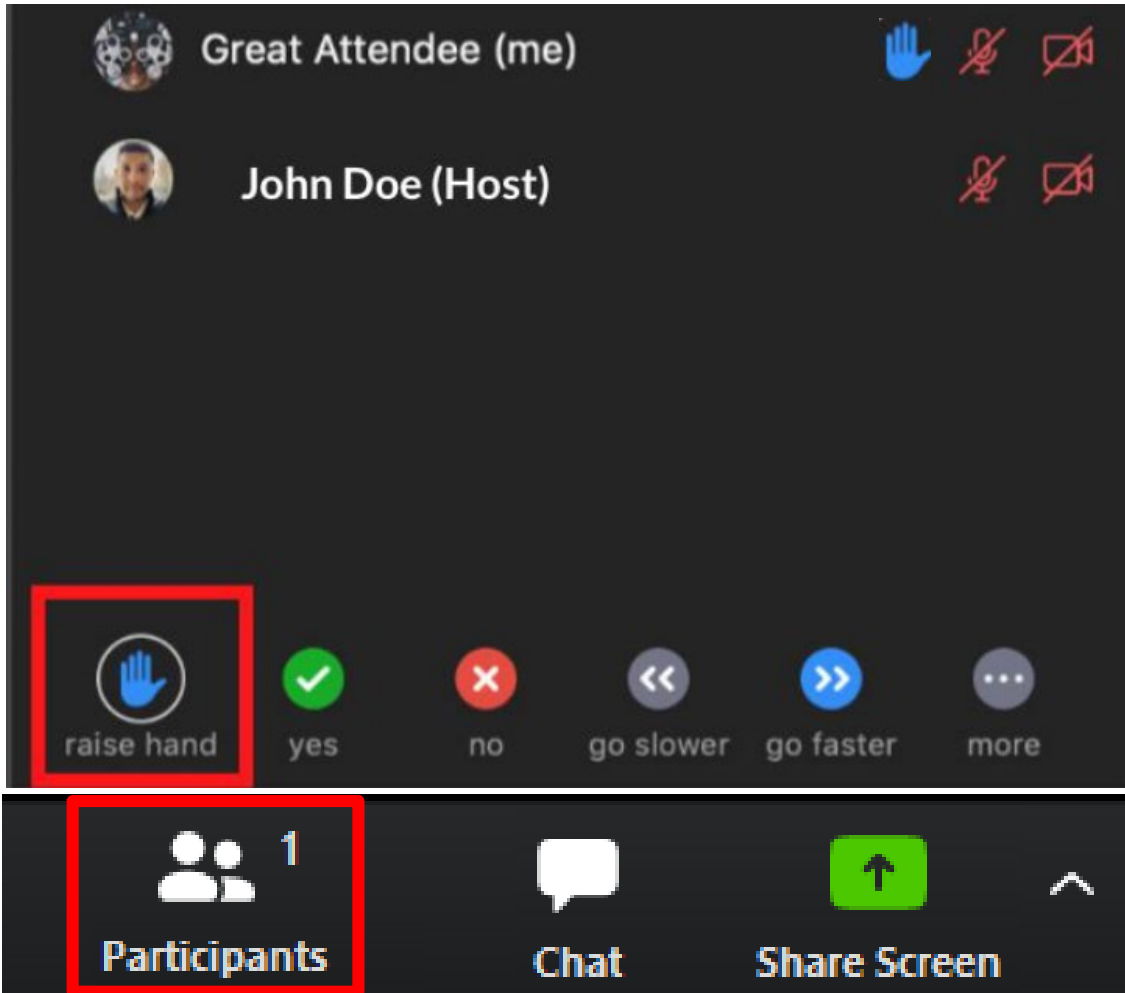 Great Attendee (me)
John Doe (Host)
raise hand yes no go slower go faster more
1
Participants Chat Share Screen